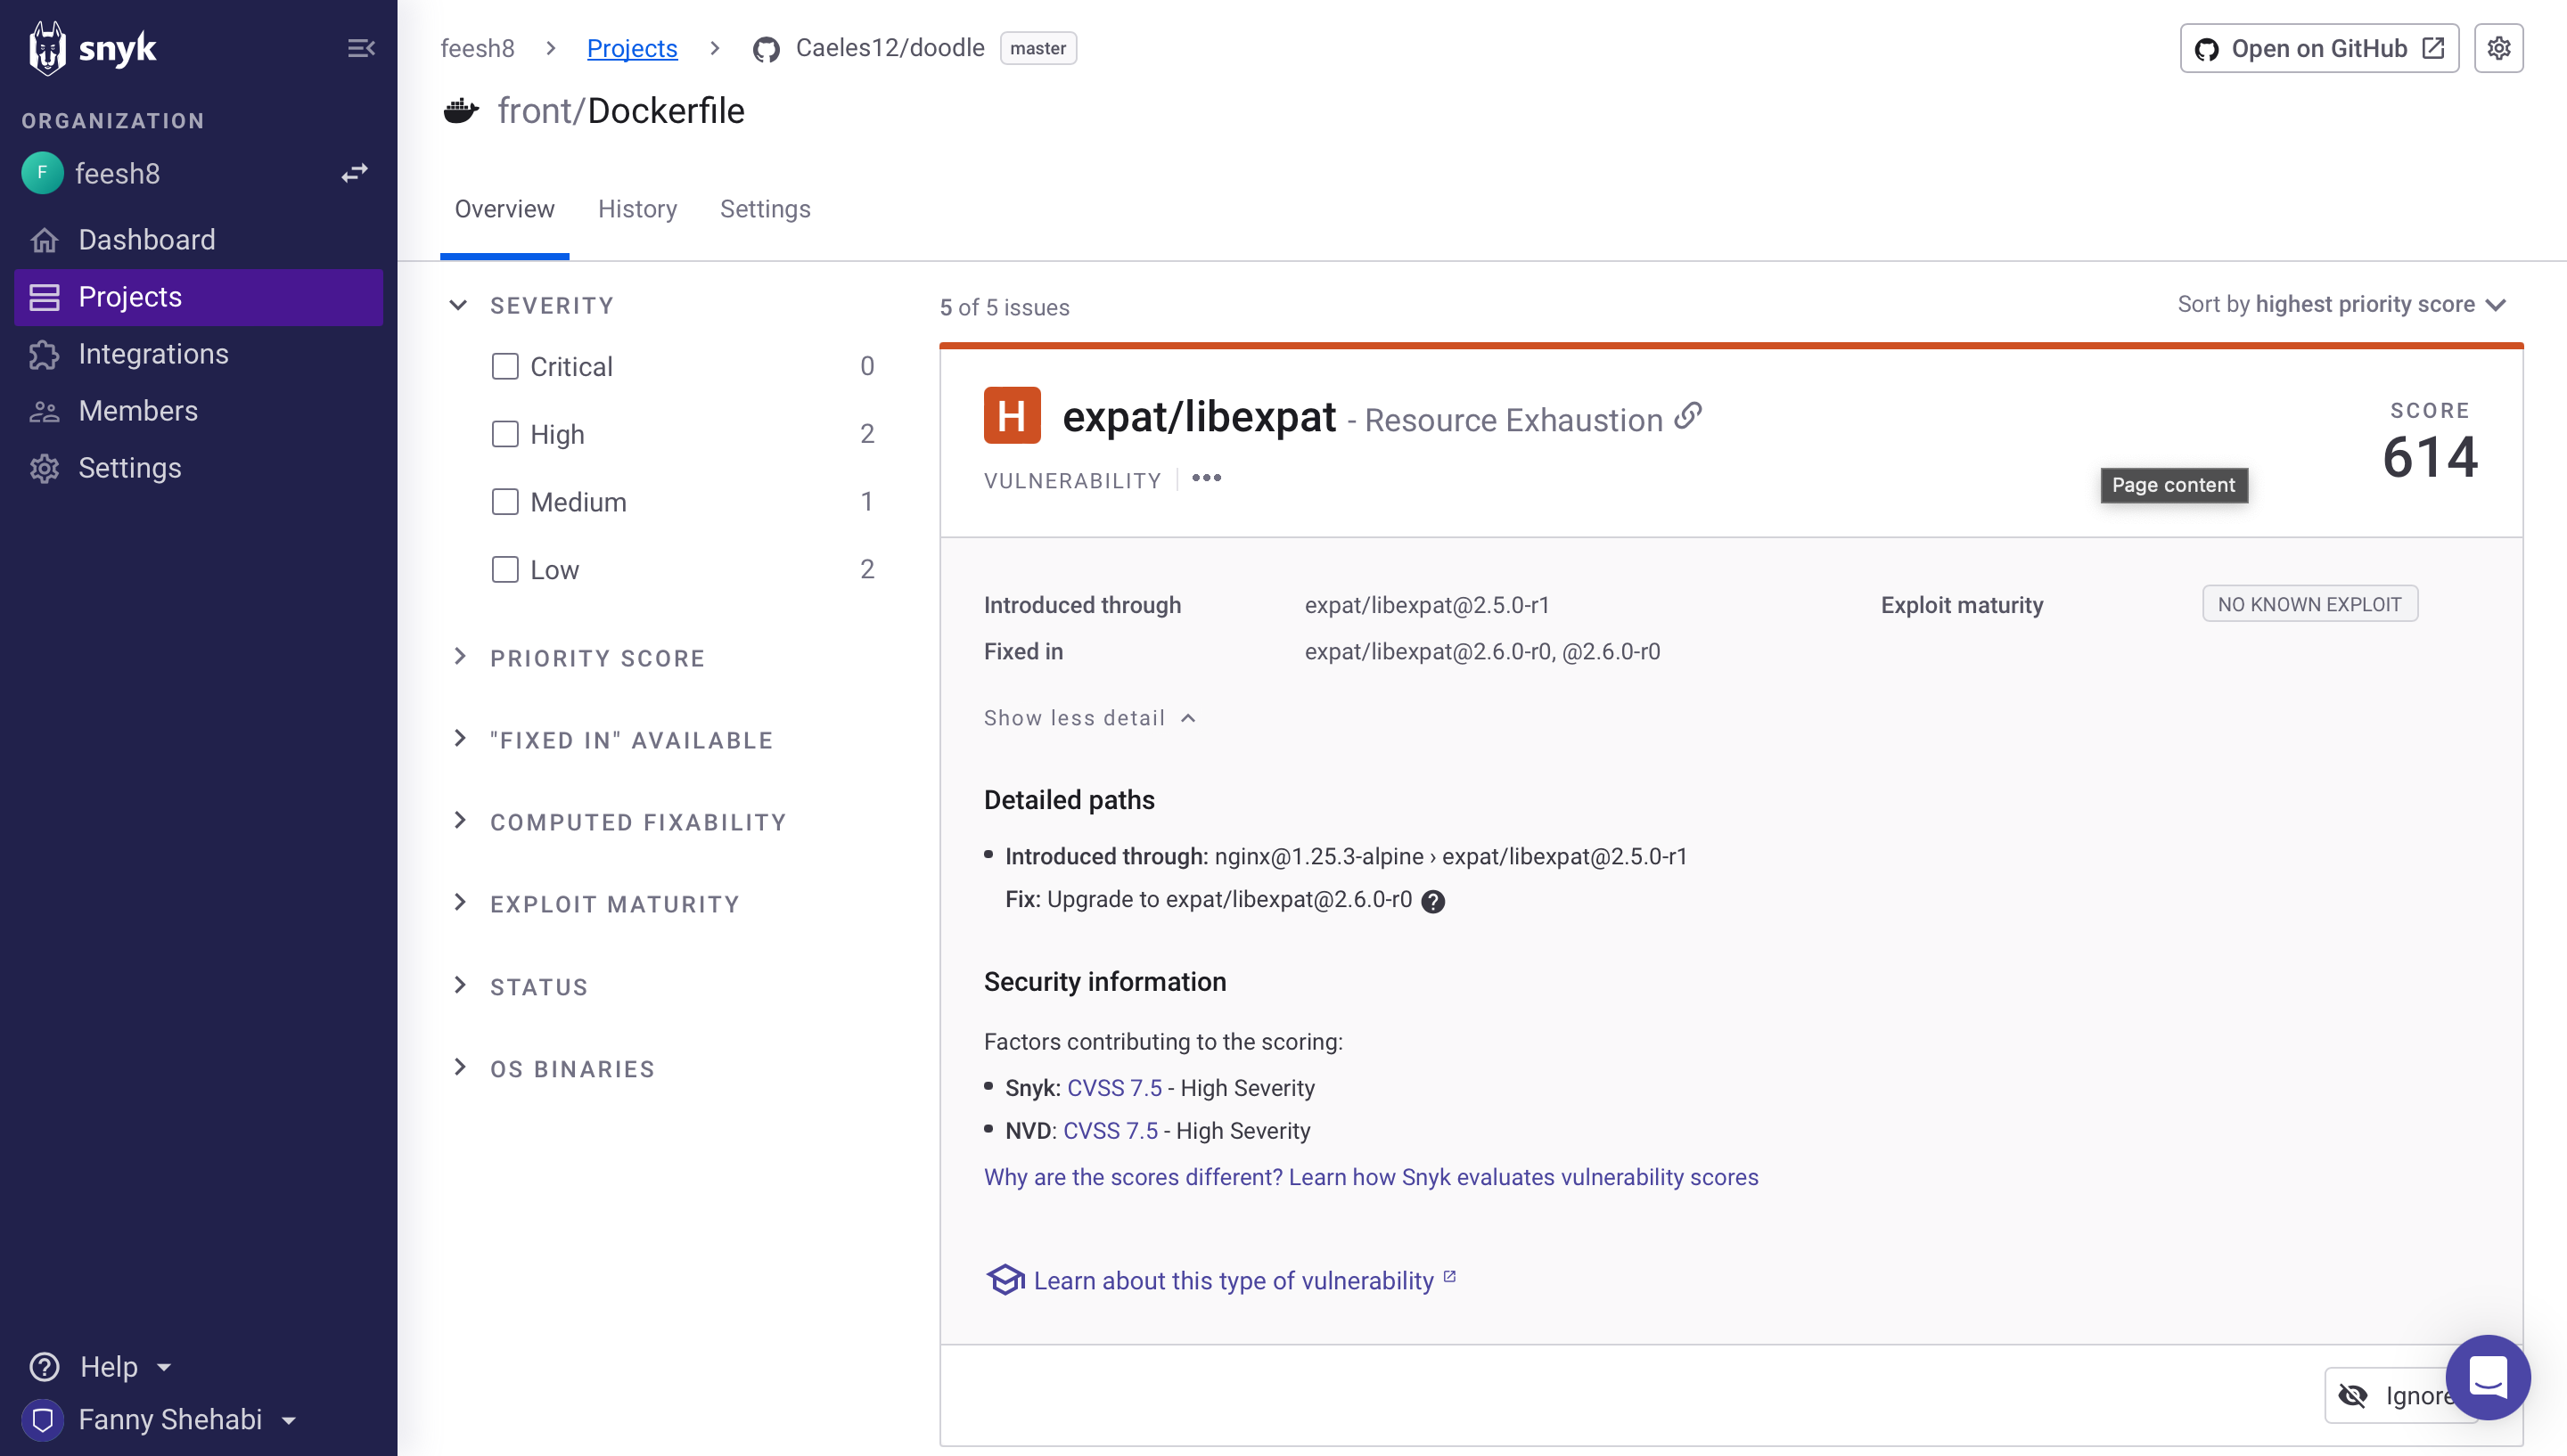 snyk
ORGANIZATION
F feesh8
Dashboard
Projects
Integrations
Members
Settings
Help
Fanny Shehabi
feesh8 > Projects > Caeles12/doodle master
Open on GitHub
front/Dockerfile
Overview History Settings
SEVERITY
Critical 0
High 2
Medium 1
Low 2
PRIORITY SCORE
"FIXED IN" AVAILABLE
COMPUTED FIXABILITY
EXPLOIT MATURITY
STATUS
OS BINARIES
5 of 5 issues
Sort by highest priority score
H expat/libexpat - Resource Exhaustion
SCORE
614
VULNERABILITY
Page content
Introduced through expat/libexpat@2.5.0-r1 Exploit maturity NO KNOWN EXPLOIT
Fixed in expat/libexpat@2.6.0-r0, @2.6.0-r0
Show less detail
Detailed paths
• Introduced through: nginx@1.25.3-alpine › expat/libexpat@2.5.0-r1
Fix: Upgrade to expat/libexpat@2.6.0-r0 ?
Security information
Factors contributing to the scoring:
• Snyk: CVSS 7.5 - High Severity
• NVD: CVSS 7.5 - High Severity
Why are the scores different? Learn how Snyk evaluates vulnerability scores
Learn about this type of vulnerability
Ignore